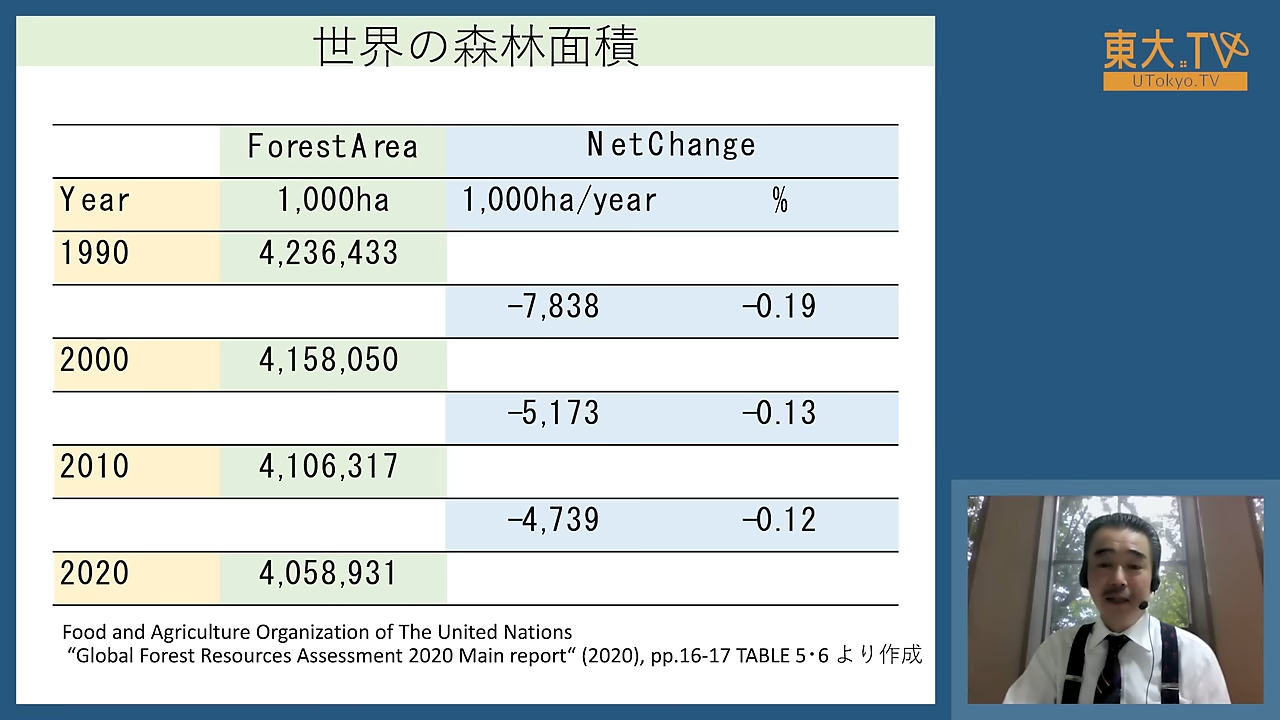 世界の森林面積
東大.TV
UTokyo.TV
ForestArea NetChange
Year 1,000ha 1,000ha/year %
1990 4,236,433
−7,838 −0.19
2000 4,158,050
−5,173 −0.13
2010 4,106,317
−4,739 −0.12
2020 4,058,931
Food and Agriculture Organization of The United Nations
“Global Forest Resources Assessment 2020 Main report“ (2020), pp.16-17 TABLE 5・6 より作成